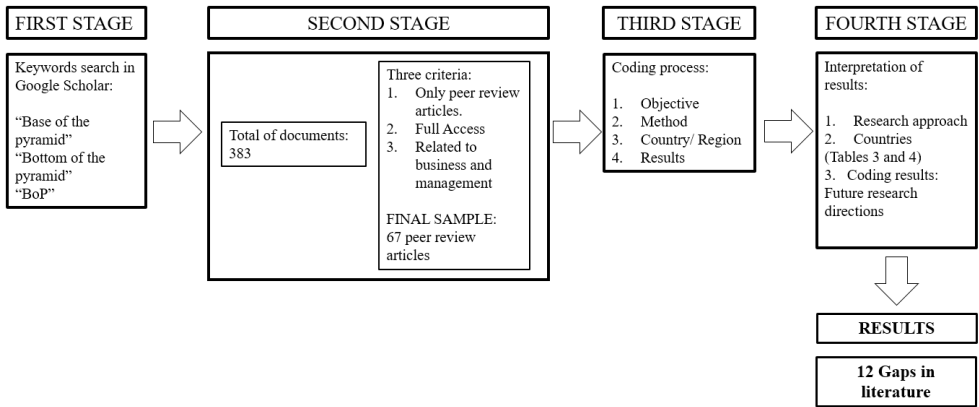 FIRST STAGE
Keywords search in
Google Scholar:
“Base of the
pyramid”
“Bottom of the
pyramid”
“BoP”
SECOND STAGE
Total of documents:
383
Three criteria:
1. Only peer review
articles.
2. Full Access
3. Related to
business and
management
FINAL SAMPLE:
67 peer review
articles
THIRD STAGE
Coding process:
1. Objective
2. Method
3. Country/ Region
4. Results
FOURTH STAGE
Interpretation of
results:
1. Research approach
2. Countries
(Tables 3 and 4)
3. Coding results:
Future research
directions
RESULTS
12 Gaps in
literature